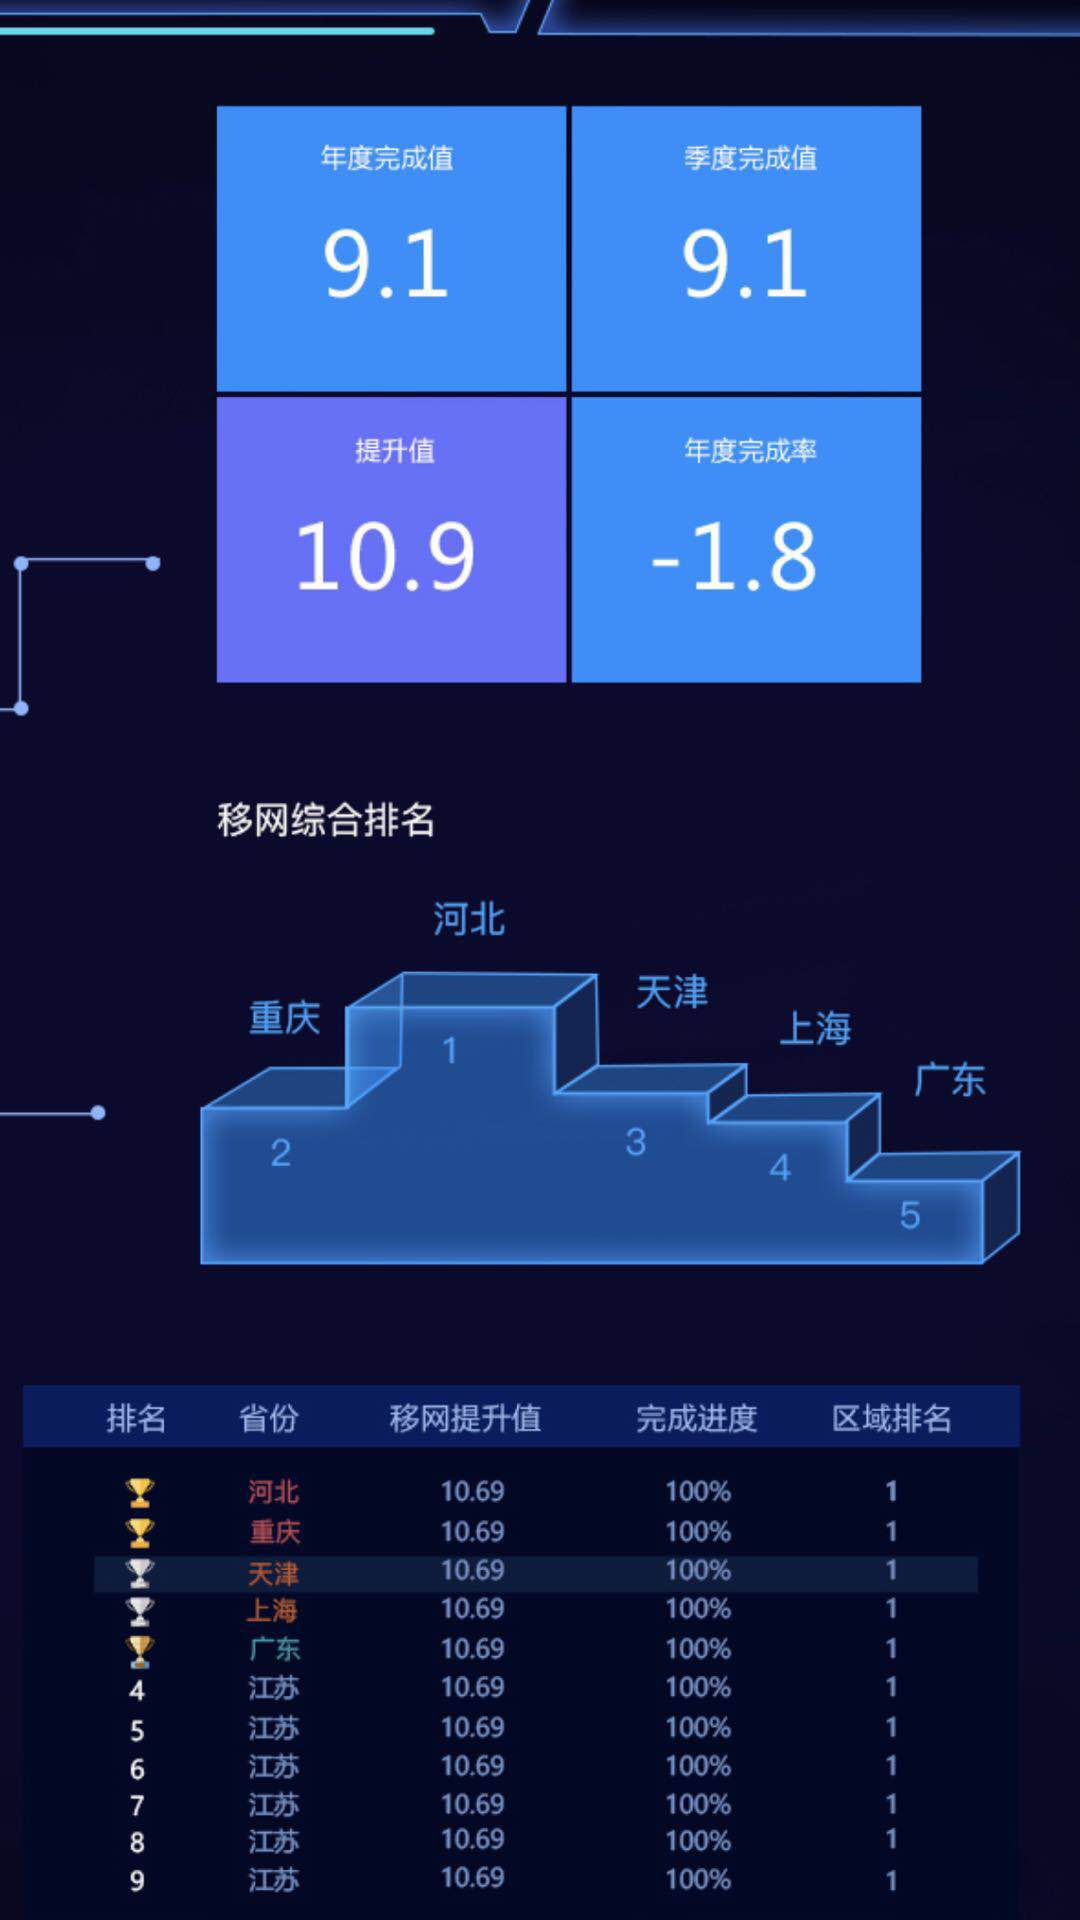 年度完成值 季度完成值
9.1 9.1
提升值 年度完成率
10.9 -1.8
移网综合排名
河北
重庆 天津
上海
广东
1
2 3
4
5
排名 省份 移网提升值 完成进度 区域排名
河北 10.69 100% 1
重庆 10.69 100% 1
天津 10.69 100% 1
上海 10.69 100% 1
广东 10.69 100% 1
4 江苏 10.69 100% 1
5 江苏 10.69 100% 1
6 江苏 10.69 100% 1
7 江苏 10.69 100% 1
8 江苏 10.69 100% 1
9 江苏 10.69 100% 1